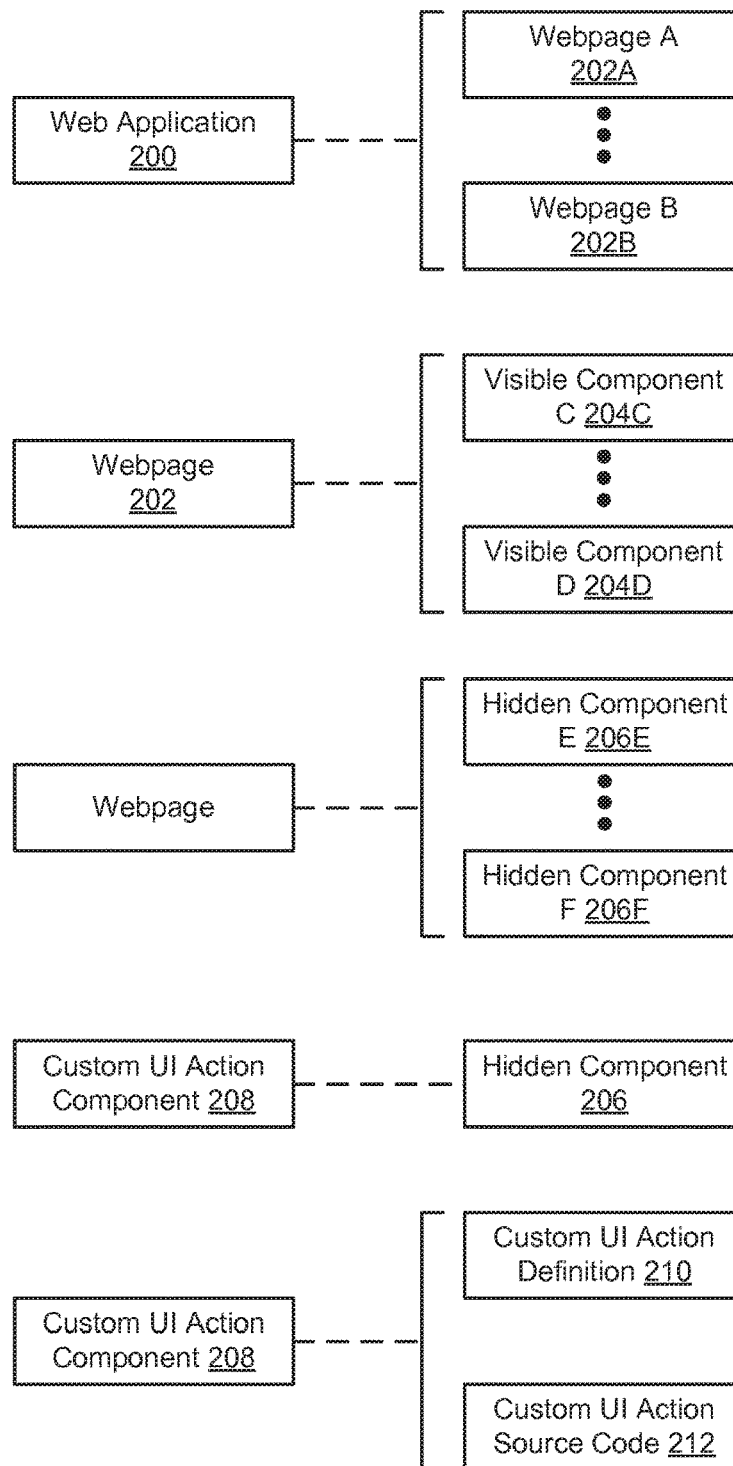 Web Application
200
Webpage A
202A
Webpage B
202B
Webpage
202
Visible Component
C 204C
Visible Component
D 204D
Webpage
Hidden Component
E 206E
Hidden Component
F 206F
Custom UI Action
Component 208
Hidden Component
206
Custom UI Action
Component 208
Custom UI Action
Definition 210
Custom UI Action
Source Code 212